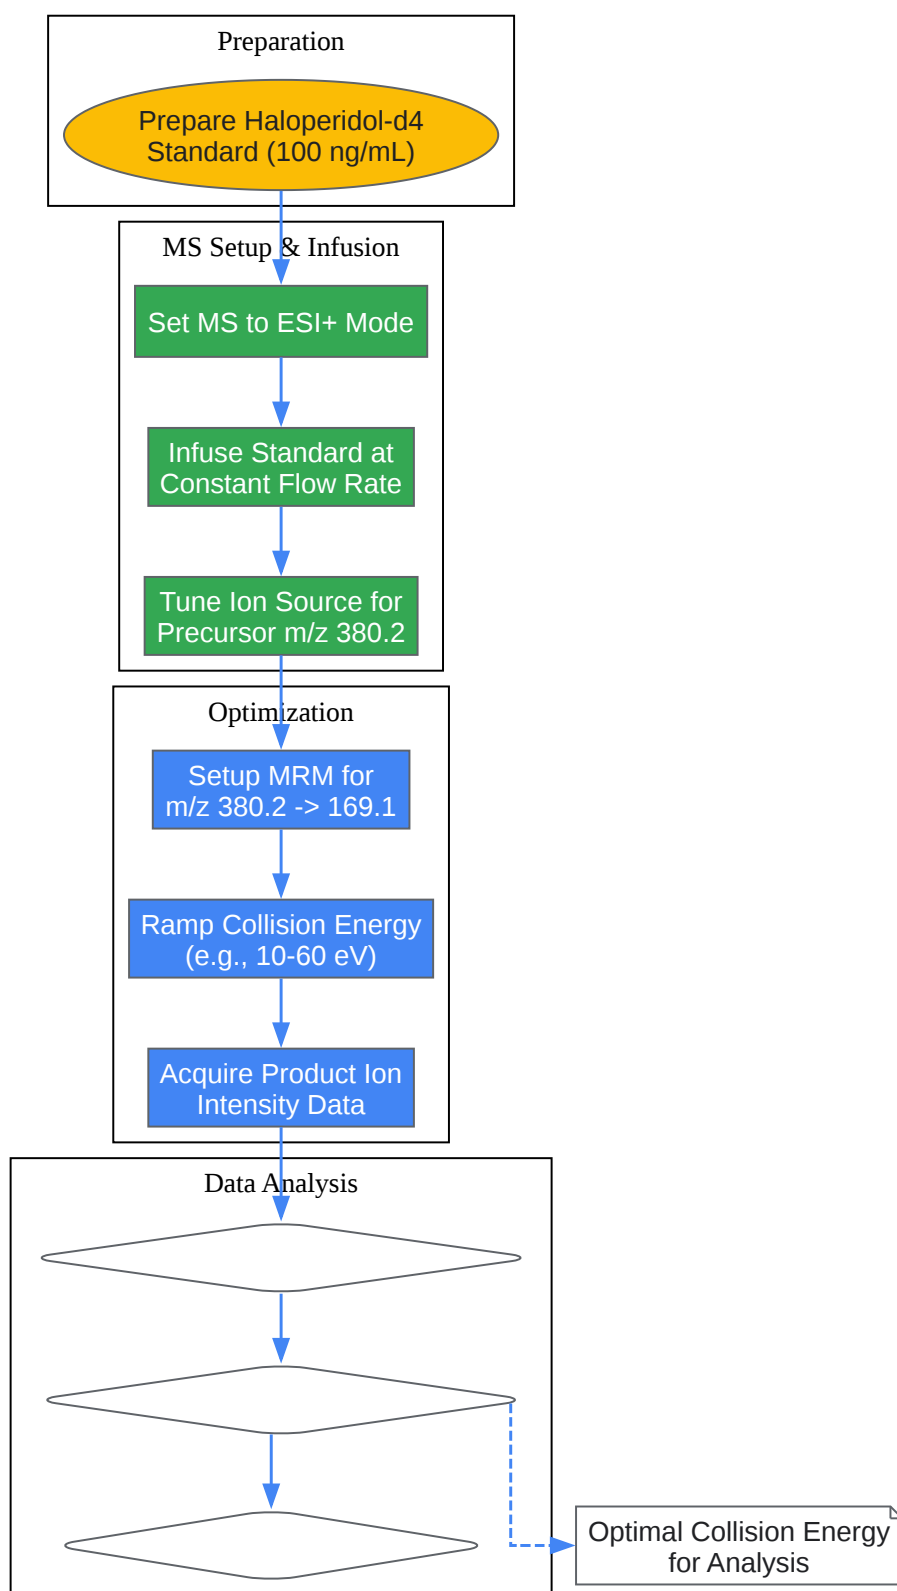 Preparation
Prepare Haloperidol-d4
Standard (100 ng/mL)
MS Setup & Infusion
Set MS to ESI+ Mode
Infuse Standard at
Constant Flow Rate
Tune Ion Source for
Precursor m/z 380.2
Optimization
Setup MRM for
m/z 380.2 -> 169.1
Ramp Collision Energy
(e.g., 10-60 eV)
Acquire Product Ion
Intensity Data
Data Analysis
Optimal Collision Energy
for Analysis